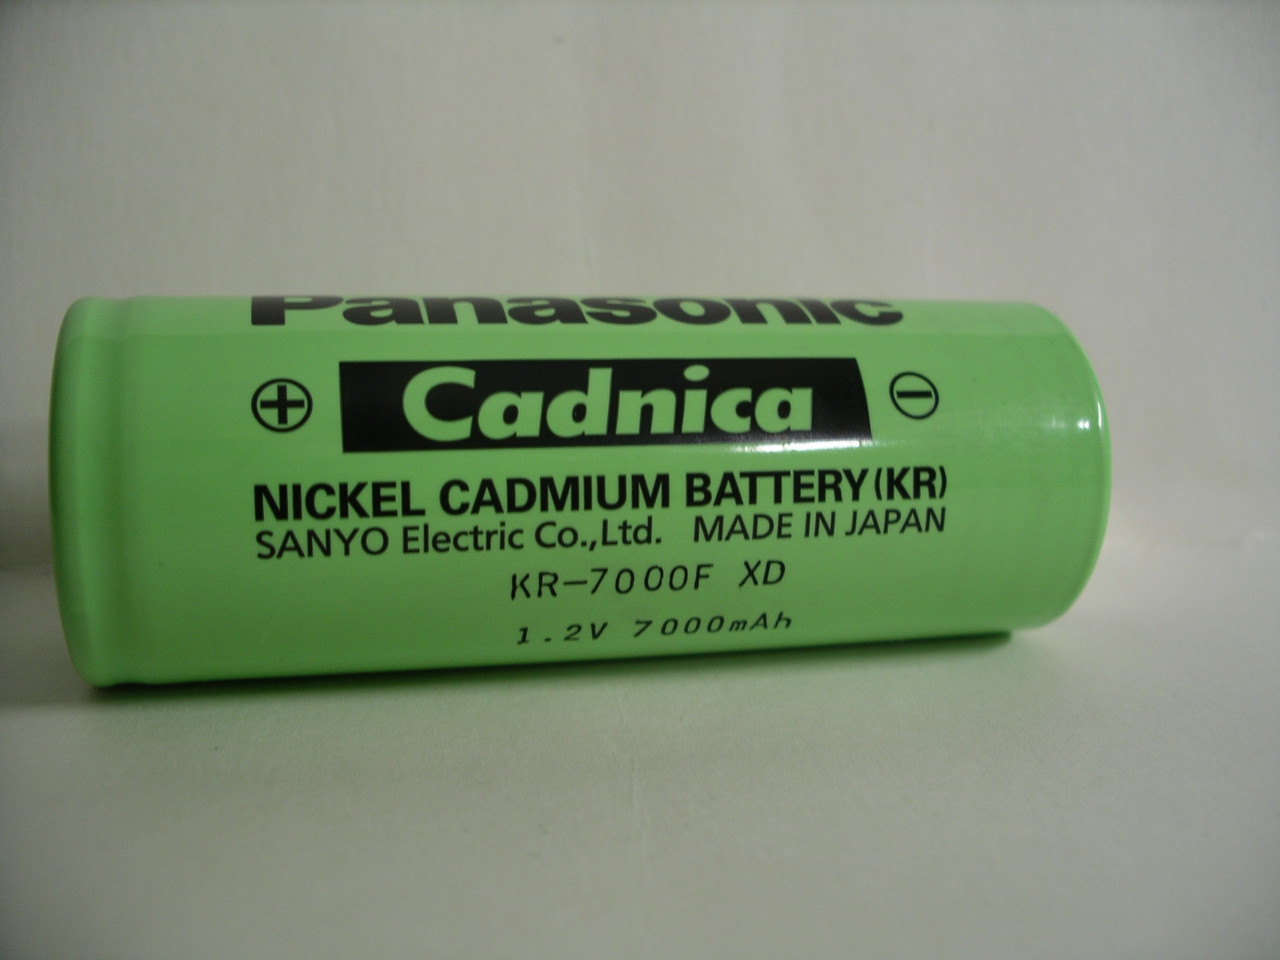 Panasonic
+ Cadnica −
NICKEL CADMIUM BATTERY(KR)
SANYO Electric Co.,Ltd. MADE IN JAPAN
KR-7000F XD
1.2V 7000mAh